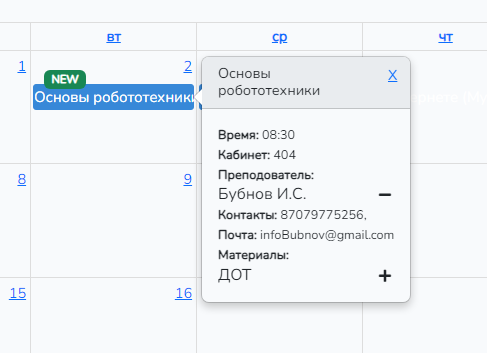 вт
ср
чт
1
2
NEW
Основы робототехники
Основы
робототехники
X
Время: 08:30
Кабинет: 404
Преподователь:
Бубнов И.С.
Контакты: 87079775256,
Почта: infoBubnov@gmail.com
Материалы:
ДОТ
8
9
15
16